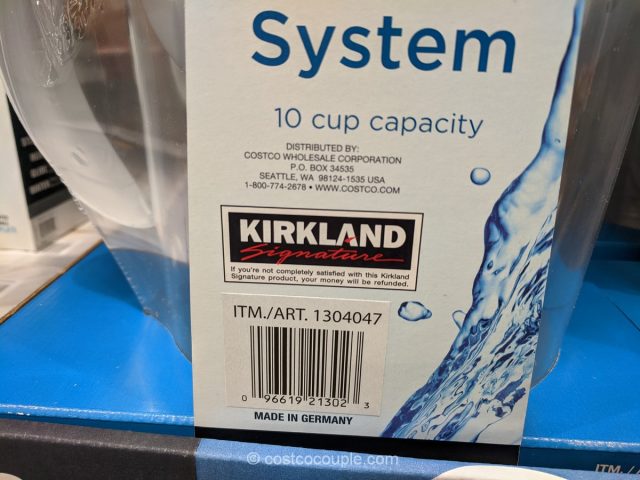 System
10 cup capacity
DISTRIBUTED BY:
COSTCO WHOLESALE CORPORATION
P.O. BOX 34535
SEATTLE, WA 98124-1535 USA
1-800-774-2678 • WWW.COSTCO.COM
KIRKLAND
Signature
If you're not completely satisfied with this Kirkland
Signature product, your money will be refunded.
ITM./ART. 1304047
0 96619 21302 3
MADE IN GERMANY
© costcocouple.com
ITM. /